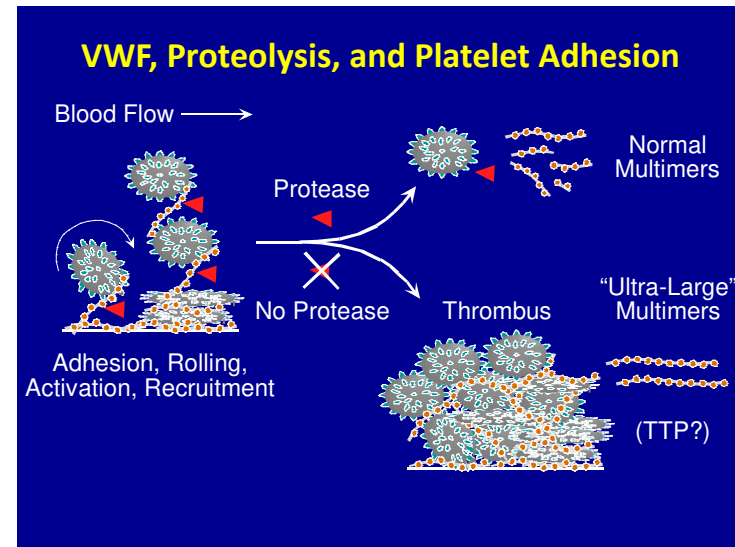 VWF, Proteolysis, and Platelet Adhesion
Blood Flow
Protease
Normal
Multimers
No Protease
Thrombus
“Ultra-Large”
Multimers
Adhesion, Rolling,
Activation, Recruitment
(TTP?)